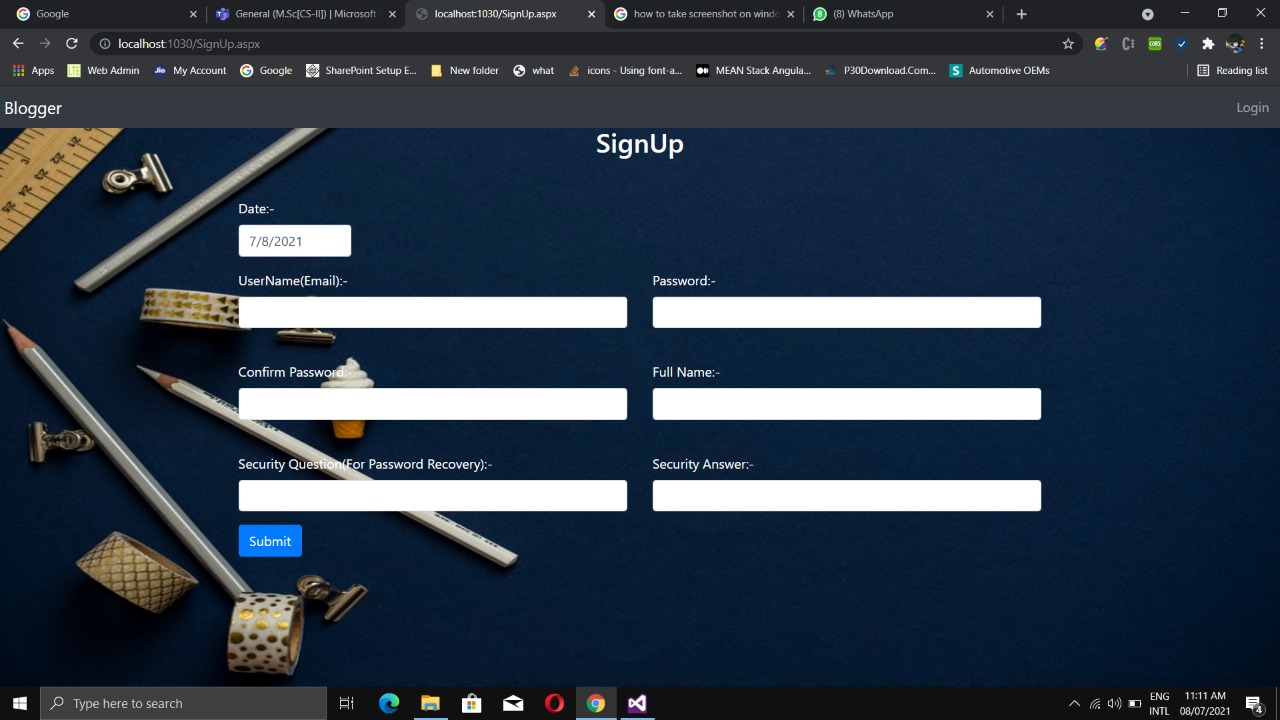 Google
General (M.Sc[CS-II]) | Microsoft
localhost:1030/SignUp.aspx
how to take screenshot on windo
(8) WhatsApp
localhost:1030/SignUp.aspx
Apps
Web Admin
My Account
Google
SharePoint Setup E...
New folder
what
icons - Using font-a...
MEAN Stack Angula...
P30Download.Com...
Automotive OEMs
Reading list
Blogger
Login
SignUp
Date:-
7/8/2021
UserName(Email):-
Password:-
Confirm Password:-
Full Name:-
Security Question(For Password Recovery):-
Security Answer:-
Submit
Type here to search
ENG
INTL
11:11 AM
08/07/2021
4